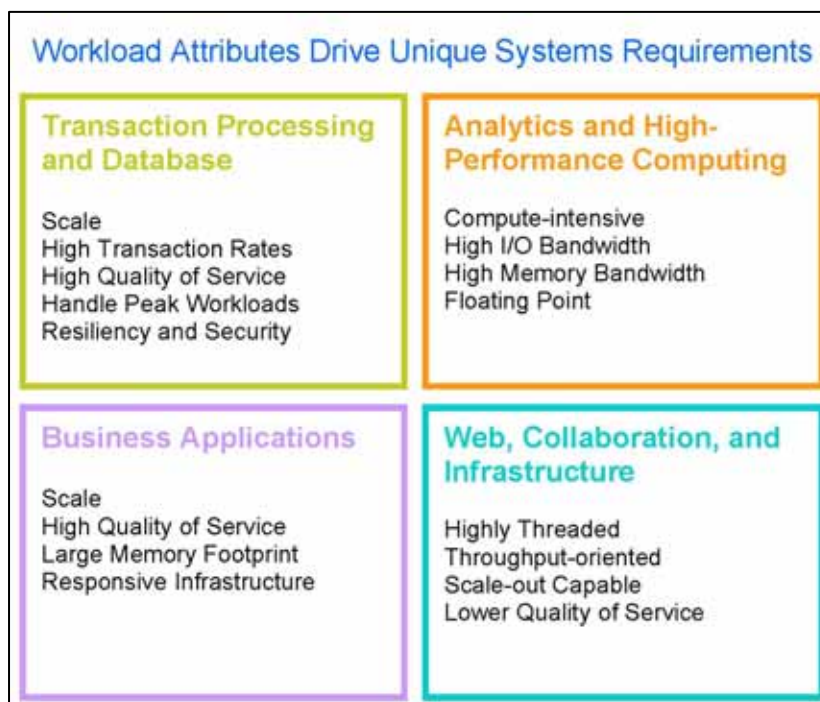 Workload Attributes Drive Unique Systems Requirements
Transaction Processing
and Database
Scale
High Transaction Rates
High Quality of Service
Handle Peak Workloads
Resiliency and Security
Analytics and High-
Performance Computing
Compute-intensive
High I/O Bandwidth
High Memory Bandwidth
Floating Point
Business Applications
Scale
High Quality of Service
Large Memory Footprint
Responsive Infrastructure
Web, Collaboration, and
Infrastructure
Highly Threaded
Throughput-oriented
Scale-out Capable
Lower Quality of Service